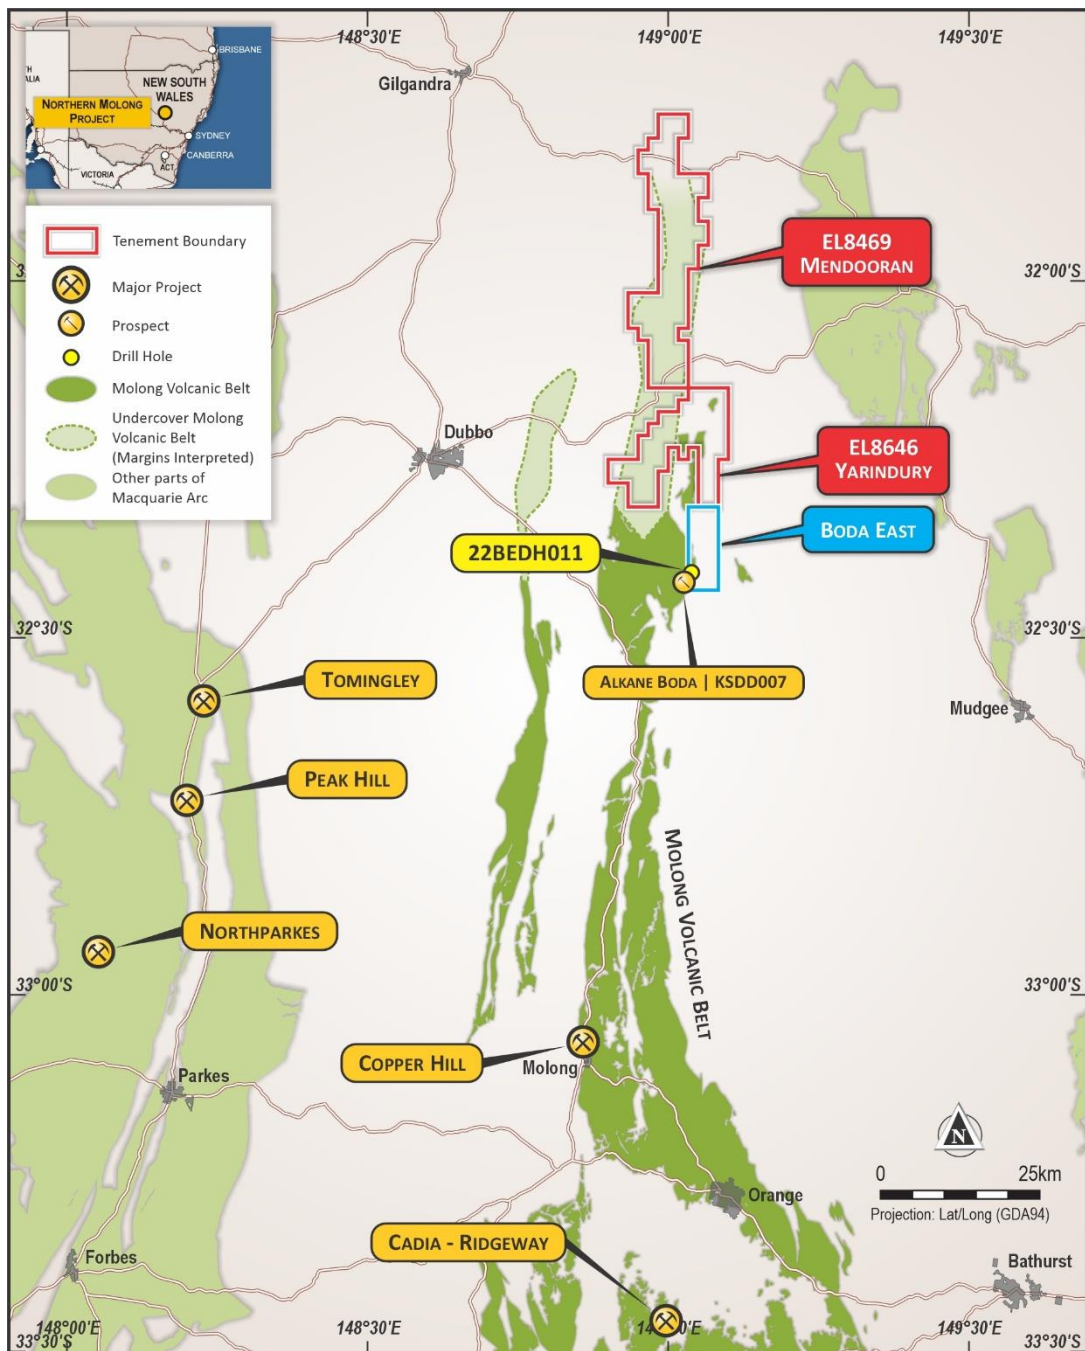 148°30'E
149°00'E
149°30'E
BRISBANE
NEW SOUTH
WALES
NORTHERN MOLONG
PROJECT
SYDNEY
CANBERRA
ACT
VICTORIA
Gilgandra
Tenement Boundary
Major Project
Prospect
Drill Hole
Molong Volcanic Belt
Undercover Molong
Volcanic Belt
(Margins Interpreted)
Other parts of
Macquarie Arc
EL8469
MENDOORAN
32°00'S
Dubbo
EL8646
YARINDURY
BODA EAST
22BEDH011
32°30'S
32°30'S
ALKANE BODA | KSDD007
TOMINGLEY
Mudgee
PEAK HILL
MOLONG VOLCANIC BELT
NORTHPARKES
33°00'S
33°00'S
COPPER HILL
Molong
Parkes
N
0 25km
Projection: Lat/Long (GDA94)
Orange
CADIA - RIDGEWAY
Forbes
Bathurst
148°00'E
148°30'E
149°30'E
33°30'S
33°30'S